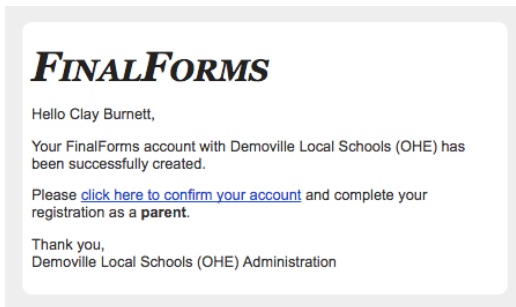 FINALFORMS
Hello Clay Burnett,
Your FinalForms account with Demoville Local Schools (OHE) has
been successfully created.
Please click here to confirm your account and complete your
registration as a parent.
Thank you,
Demoville Local Schools (OHE) Administration